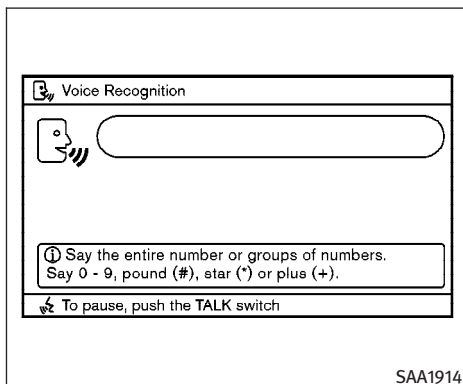 Voice Recognition
ⓘ Say the entire number or groups of numbers.
Say 0 - 9, pound (#), star (*) or plus (+).
To pause, push the TALK switch
SAA1914